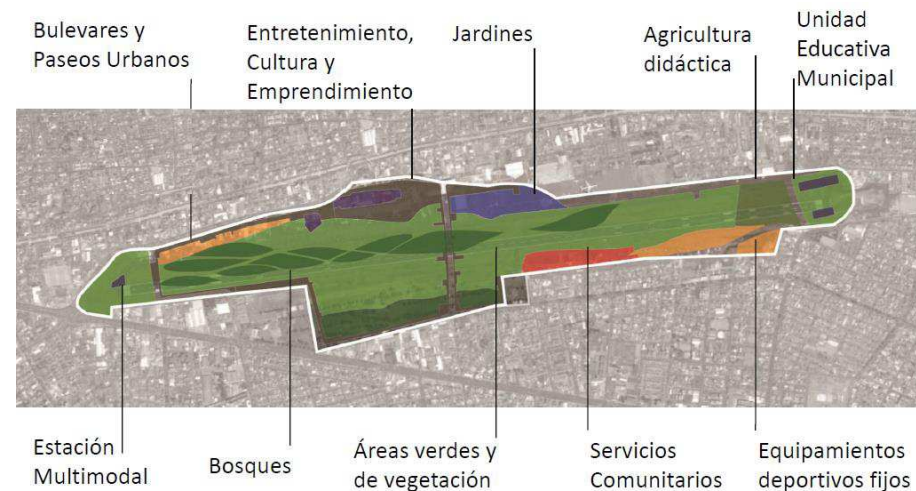 Bulevares y
Paseos Urbanos
Entretenimiento,
Cultura y
Emprendimiento
Jardines
Agricultura
didáctica
Unidad
Educativa
Municipal
Estación
Multimodal
Bosques
Áreas verdes y
de vegetación
Servicios
Comunitarios
Equipamientos
deportivos fijos